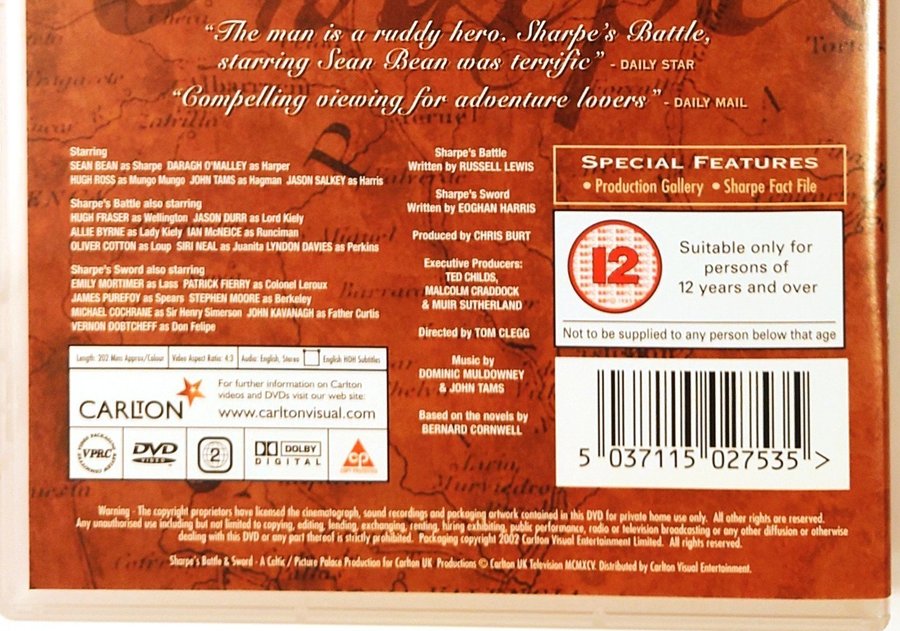 “The man is a ruddy hero. Sharpe's Battle,
starring Sean Bean was terrific” - DAILY STAR
“Compelling viewing for adventure lovers” - DAILY MAIL
Starring
SEAN BEAN as Sharpe DARAGH O'MALLEY as Harper
HUGH ROSS as Mungo Mungo JOHN TAMS as Hagman JASON SALKEY as Harris
Sharpe's Battle also starring
HUGH FRASER as Wellington JASON DURR as Lord Kiely
ALLIE BYRNE as Lady Kiely IAN McNEICE as Runciman
OLIVER COTTON as Loup SIRI NEAL as Juanita LYNDON DAVIES as Perkins
Sharpe's Sword also starring
EMILY MORTIMER as Lass PATRICK FIERRY as Colonel Leroux
JAMES PUREFOY as Spears STEPHEN MOORE as Berkeley
MICHAEL COCHRANE as Sir Henry Simerson JOHN KAVANAGH as Father Curtis
VERNON DOBTCHEFF as Don Felipe
Sharpe's Battle
Written by RUSSELL LEWIS
Sharpe's Sword
Written by EOGHAN HARRIS
Produced by CHRIS BURT
Executive Producers:
TED CHILDS,
MALCOLM CRADDOCK
& MUIR SUTHERLAND
Directed by TOM CLEGG
Music by
DOMINIC MULDOWNEY
& JOHN TAMS
Based on the novels by
BERNARD CORNWELL
SPECIAL FEATURES
• Production Gallery • Sharpe Fact File
12
Suitable only for
persons of
12 years and over
Not to be supplied to any person below that age
Length: 202 Mins Approx/Colour Video Aspect Ratio: 4:3 Audio: English, Stereo English HOH Subtitles
CARLTON
For further information on Carlton
videos and DVDs visit our web site:
www.carltonvisual.com
VPRC DVD VIDEO 2 DOLBY DIGITAL CP
5 037115 027535 >
Warning - The copyright proprietors have licensed the cinematograph, sound recordings and packaging artwork contained in this DVD for private home use only. All other rights are reserved.
Any unauthorised use including but not limited to copying, editing, lending, exchanging, renting, hiring exhibiting, public performance, radio or television broadcasting or any other diffusion or otherwise
dealing with this DVD or any part thereof is strictly prohibited. Packaging copyright 2002 Carlton Visual Entertainment Limited. All rights reserved.
Sharpe's Battle & Sword - A Celtic / Picture Palace Production for Carlton UK Productions © Carlton UK Television MCMXCV. Distributed by Carlton Visual Entertainment.